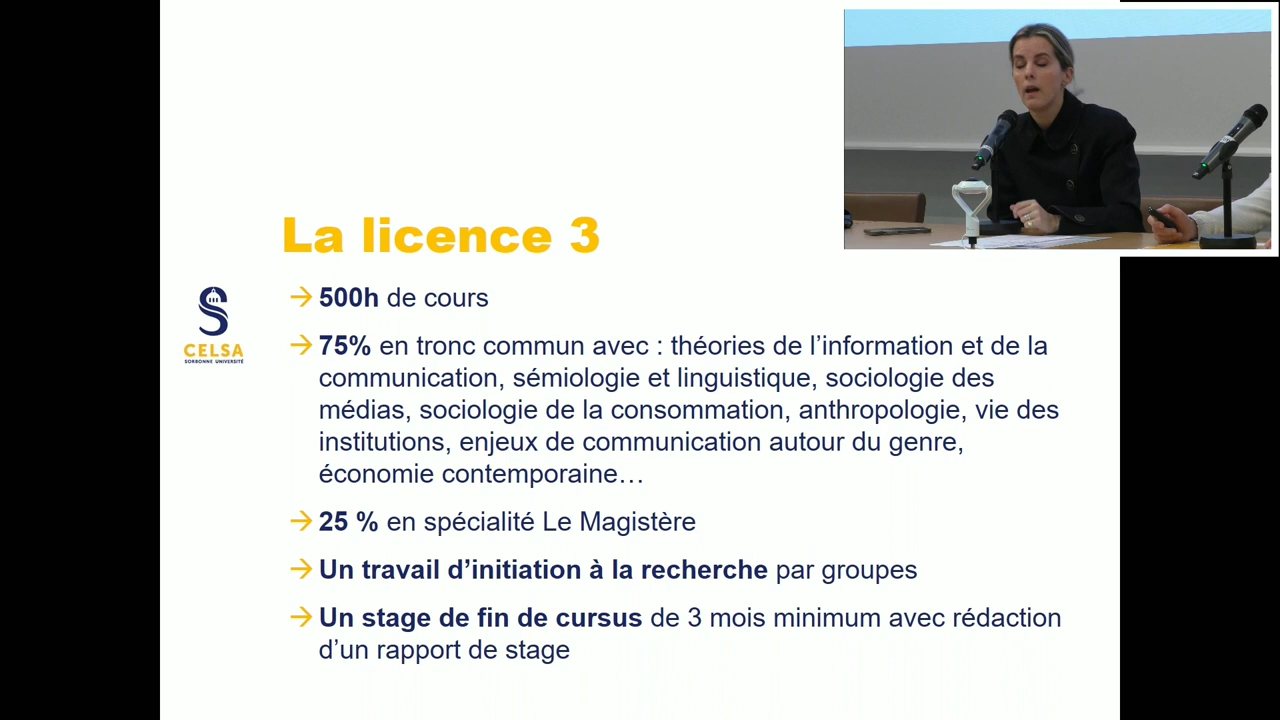 La licence 3
→ 500h de cours
→ 75% en tronc commun avec : théories de l’information et de la
communication, sémiologie et linguistique, sociologie des
médias, sociologie de la consommation, anthropologie, vie des
institutions, enjeux de communication autour du genre,
économie contemporaine…
→ 25 % en spécialité Le Magistère
→ Un travail d’initiation à la recherche par groupes
→ Un stage de fin de cursus de 3 mois minimum avec rédaction
d’un rapport de stage
CELSA
SORBONNE UNIVERSITÉ